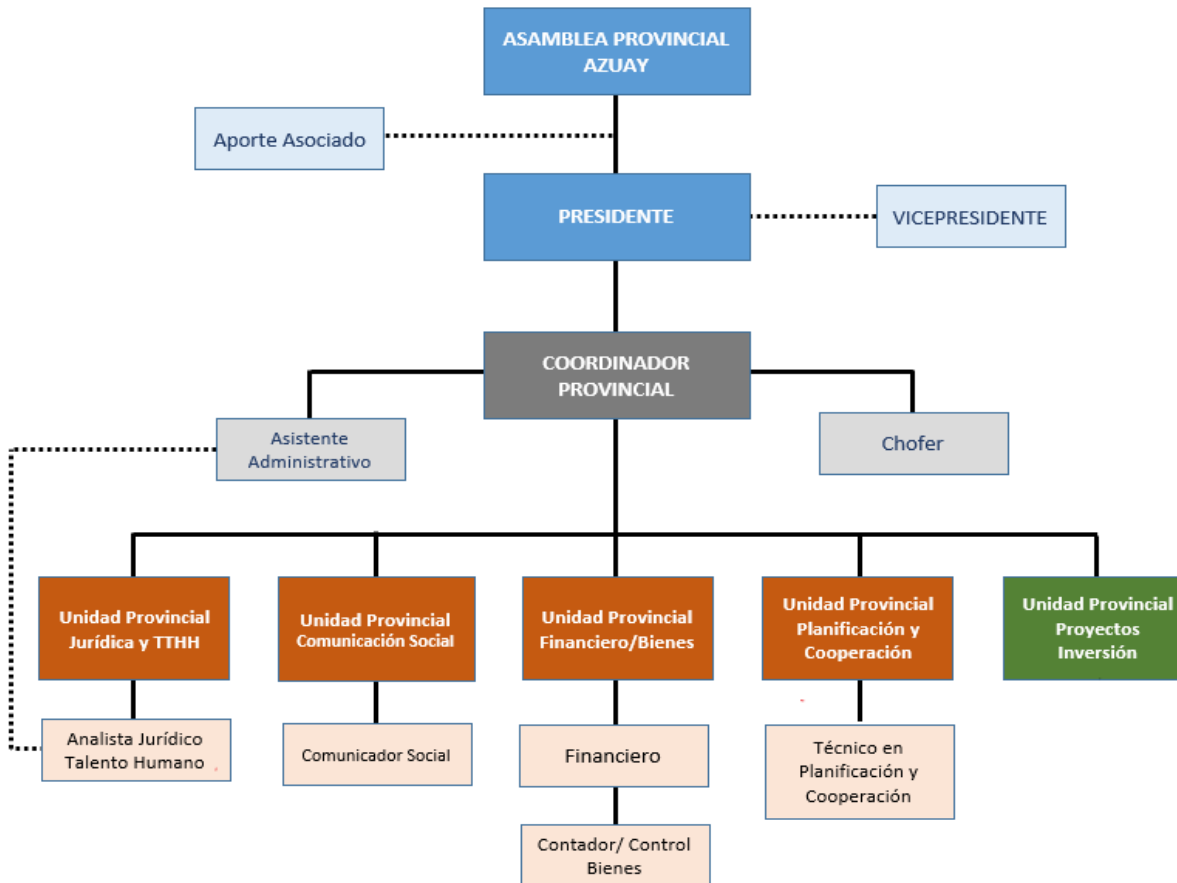 ASAMBLEA PROVINCIAL
AZUAY
Aporte Asociado
PRESIDENTE
VICEPRESIDENTE
COORDINADOR
PROVINCIAL
Asistente
Administrativo
Chofer
Unidad Provincial
Jurídica y TTHH
Unidad Provincial
Comunicación Social
Unidad Provincial
Financiero/Bienes
Unidad Provincial
Planificación y
Cooperación
Unidad Provincial
Proyectos
Inversión
Analista Jurídico
Talento Humano
Comunicador Social
Financiero
Técnico en
Planificación y
Cooperación
Contador/ Control
Bienes